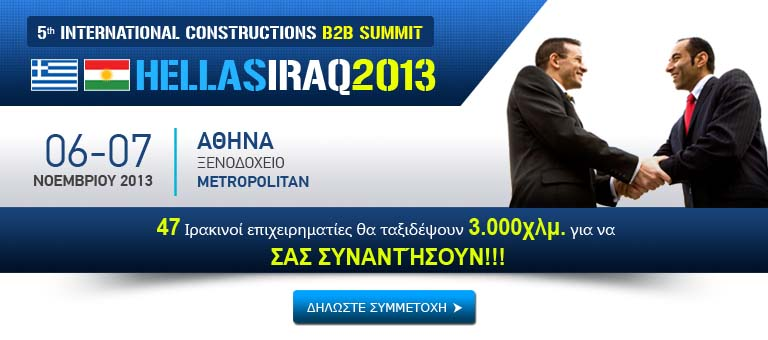 5th INTERNATIONAL CONSTRUCTIONS B2B SUMMIT
HELLASIRAQ2013
06-07
ΝΟΕΜΒΡΙΟΥ 2013
ΑΘΗΝΑ
ΞΕΝΟΔΟΧΕΙΟ
METROPOLITAN
47 Ιρακινοί επιχειρηματίες θα ταξιδέψουν 3.000χλμ. για να
ΣΑΣ ΣΥΝΑΝΤΉΣΟΥΝ!!!
ΔΗΛΩΣΤΕ ΣΥΜΜΕΤΟΧΗ